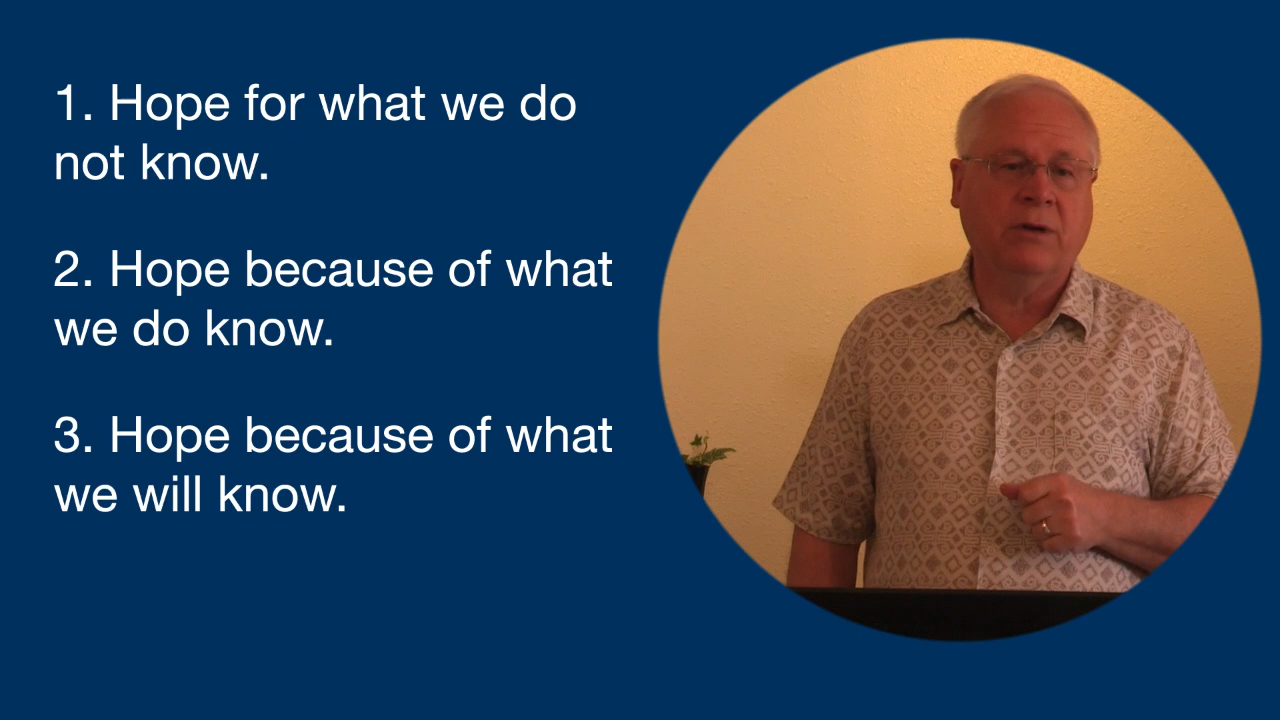 1. Hope for what we do
not know.
2. Hope because of what
we do know.
3. Hope because of what
we will know.